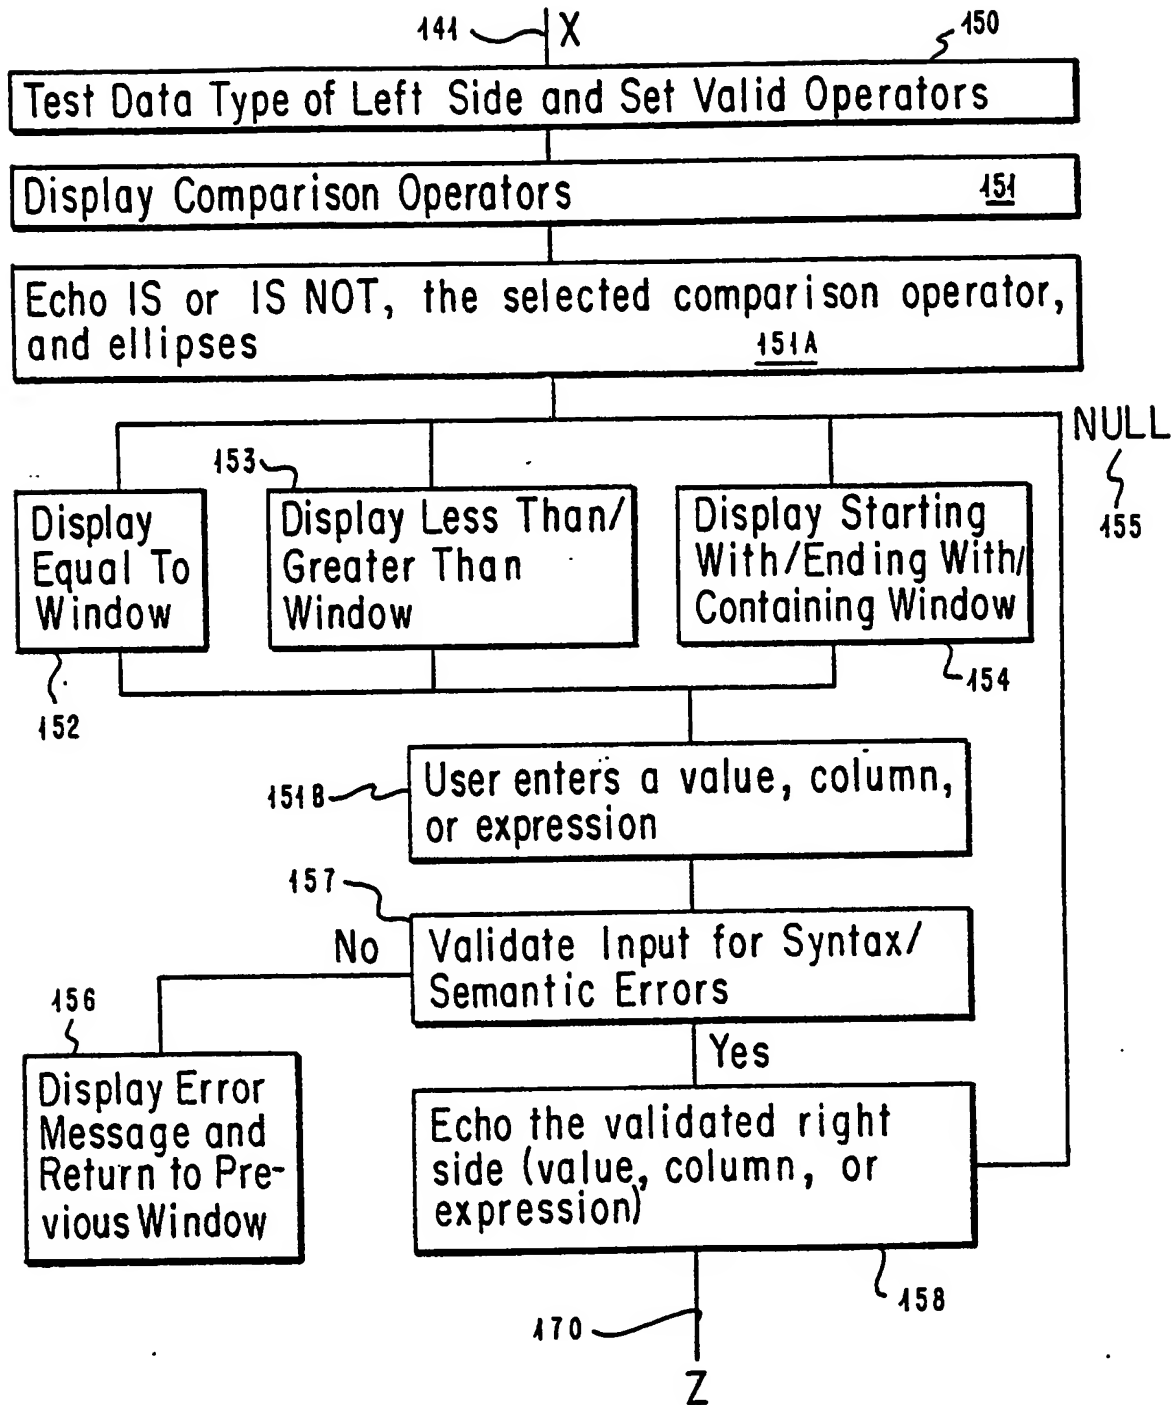 141 X
150
Test Data Type of Left Side and Set Valid Operators
Display Comparison Operators 151
Echo IS or IS NOT, the selected comparison operator,
and ellipses 151A
NULL
155
153
Display
Equal To
Window
152
Display Less Than/
Greater Than
Window
Display Starting
With/Ending With/
Containing Window
154
151B
User enters a value, column,
or expression
157
No
Validate Input for Syntax/
Semantic Errors
156
Yes
Display Error
Message and
Return to Pre-
vious Window
Echo the validated right
side (value, column, or
expression)
158
170
Z